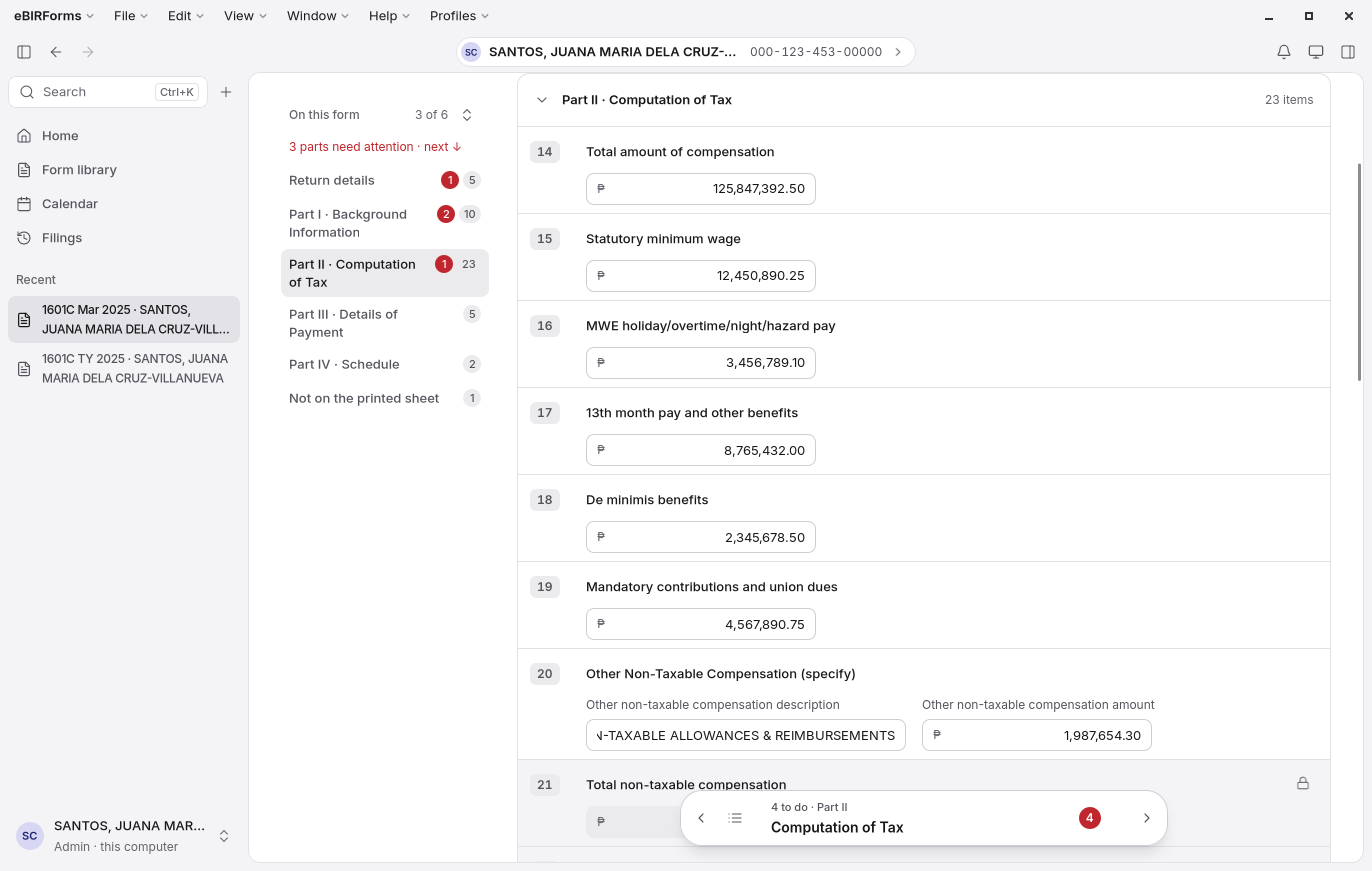 eBIRForms File Edit View Window Help Profiles
SC SANTOS, JUANA MARIA DELA CRUZ-... 000-123-453-00000
Search Ctrl+K
Home
Form library
Calendar
Filings
Recent
1601C Mar 2025 · SANTOS,
JUANA MARIA DELA CRUZ-VILL...
1601C TY 2025 · SANTOS, JUANA
MARIA DELA CRUZ-VILLANUEVA
SC SANTOS, JUANA MAR...
Admin · this computer
On this form 3 of 6
3 parts need attention · next ↓
Return details 1 5
Part I · Background 2 10
Information
Part II · Computation 1 23
of Tax
Part III · Details of 5
Payment
Part IV · Schedule 2
Not on the printed sheet 1
Part II · Computation of Tax 23 items
14 Total amount of compensation
₱ 125,847,392.50
15 Statutory minimum wage
₱ 12,450,890.25
16 MWE holiday/overtime/night/hazard pay
₱ 3,456,789.10
17 13th month pay and other benefits
₱ 8,765,432.00
18 De minimis benefits
₱ 2,345,678.50
19 Mandatory contributions and union dues
₱ 4,567,890.75
20 Other Non-Taxable Compensation (specify)
Other non-taxable compensation description Other non-taxable compensation amount
N-TAXABLE ALLOWANCES & REIMBURSEMENTS ₱ 1,987,654.30
21 Total non-taxable compensation
₱
4 to do · Part II
Computation of Tax 4